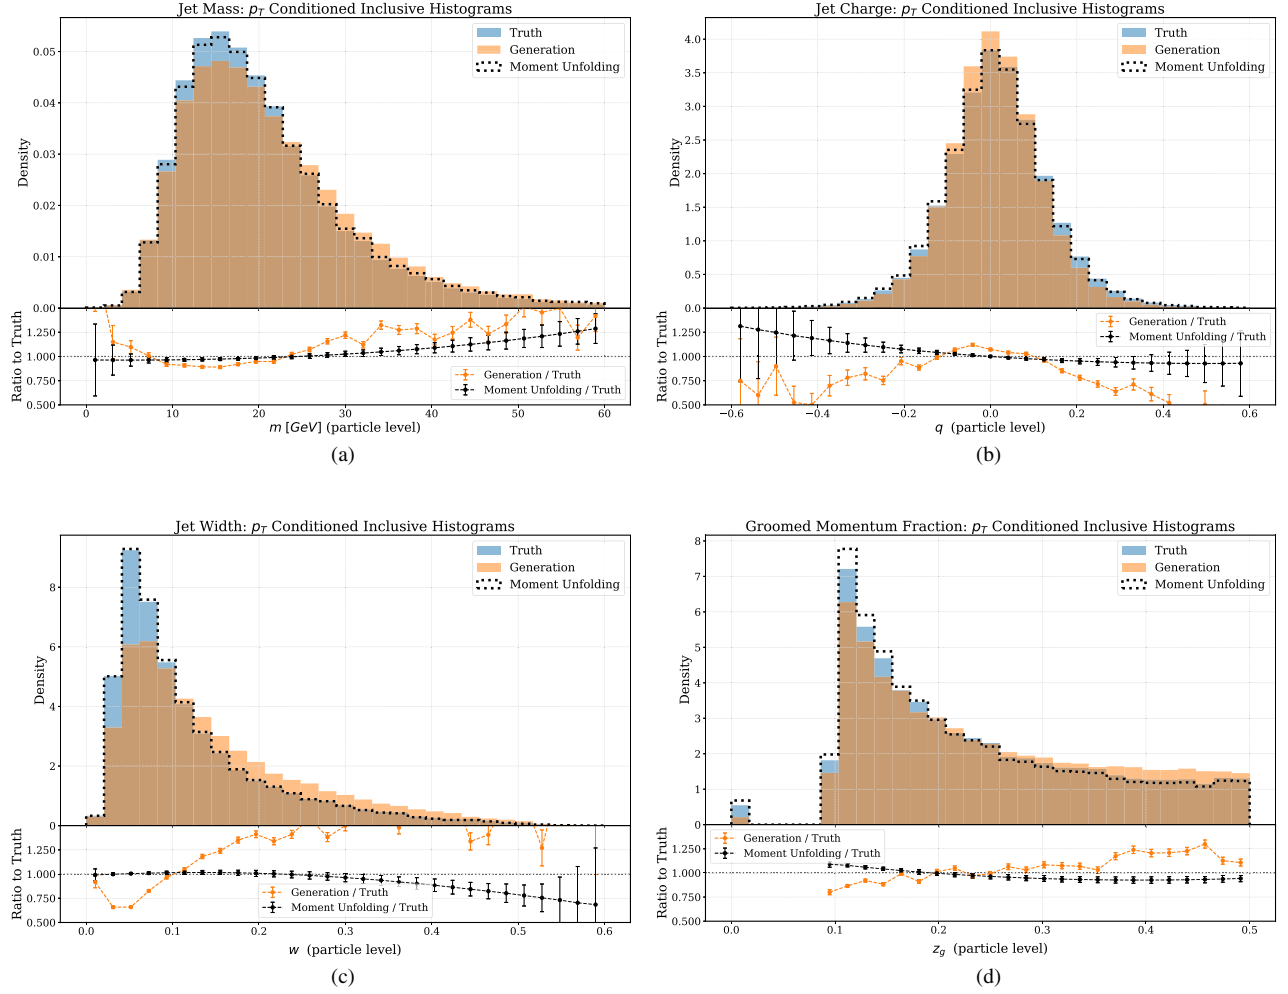 Jet Mass: p_T Conditioned Inclusive Histograms
Truth
Generation
Moment Unfolding
Density
0.05
0.04
0.03
0.02
0.01
0.00
Ratio to Truth
1.250
1.000
0.750
0.500
Generation / Truth
Moment Unfolding / Truth
0 10 20 30 40 50 60
m [GeV] (particle level)
(a)
Jet Charge: p_T Conditioned Inclusive Histograms
Truth
Generation
Moment Unfolding
Density
4.0
3.5
3.0
2.5
2.0
1.5
1.0
0.5
0.0
Ratio to Truth
1.250
1.000
0.750
0.500
Generation / Truth
Moment Unfolding / Truth
−0.6 −0.4 −0.2 0.0 0.2 0.4 0.6
q (particle level)
(b)
Jet Width: p_T Conditioned Inclusive Histograms
Truth
Generation
Moment Unfolding
Density
8
6
4
2
0
Ratio to Truth
1.250
1.000
0.750
0.500
Generation / Truth
Moment Unfolding / Truth
0.0 0.1 0.2 0.3 0.4 0.5 0.6
w (particle level)
(c)
Groomed Momentum Fraction: p_T Conditioned Inclusive Histograms
Truth
Generation
Moment Unfolding
Density
8
7
6
5
4
3
2
1
0
Ratio to Truth
1.250
1.000
0.750
0.500
Generation / Truth
Moment Unfolding / Truth
0.0 0.1 0.2 0.3 0.4 0.5
z_g (particle level)
(d)